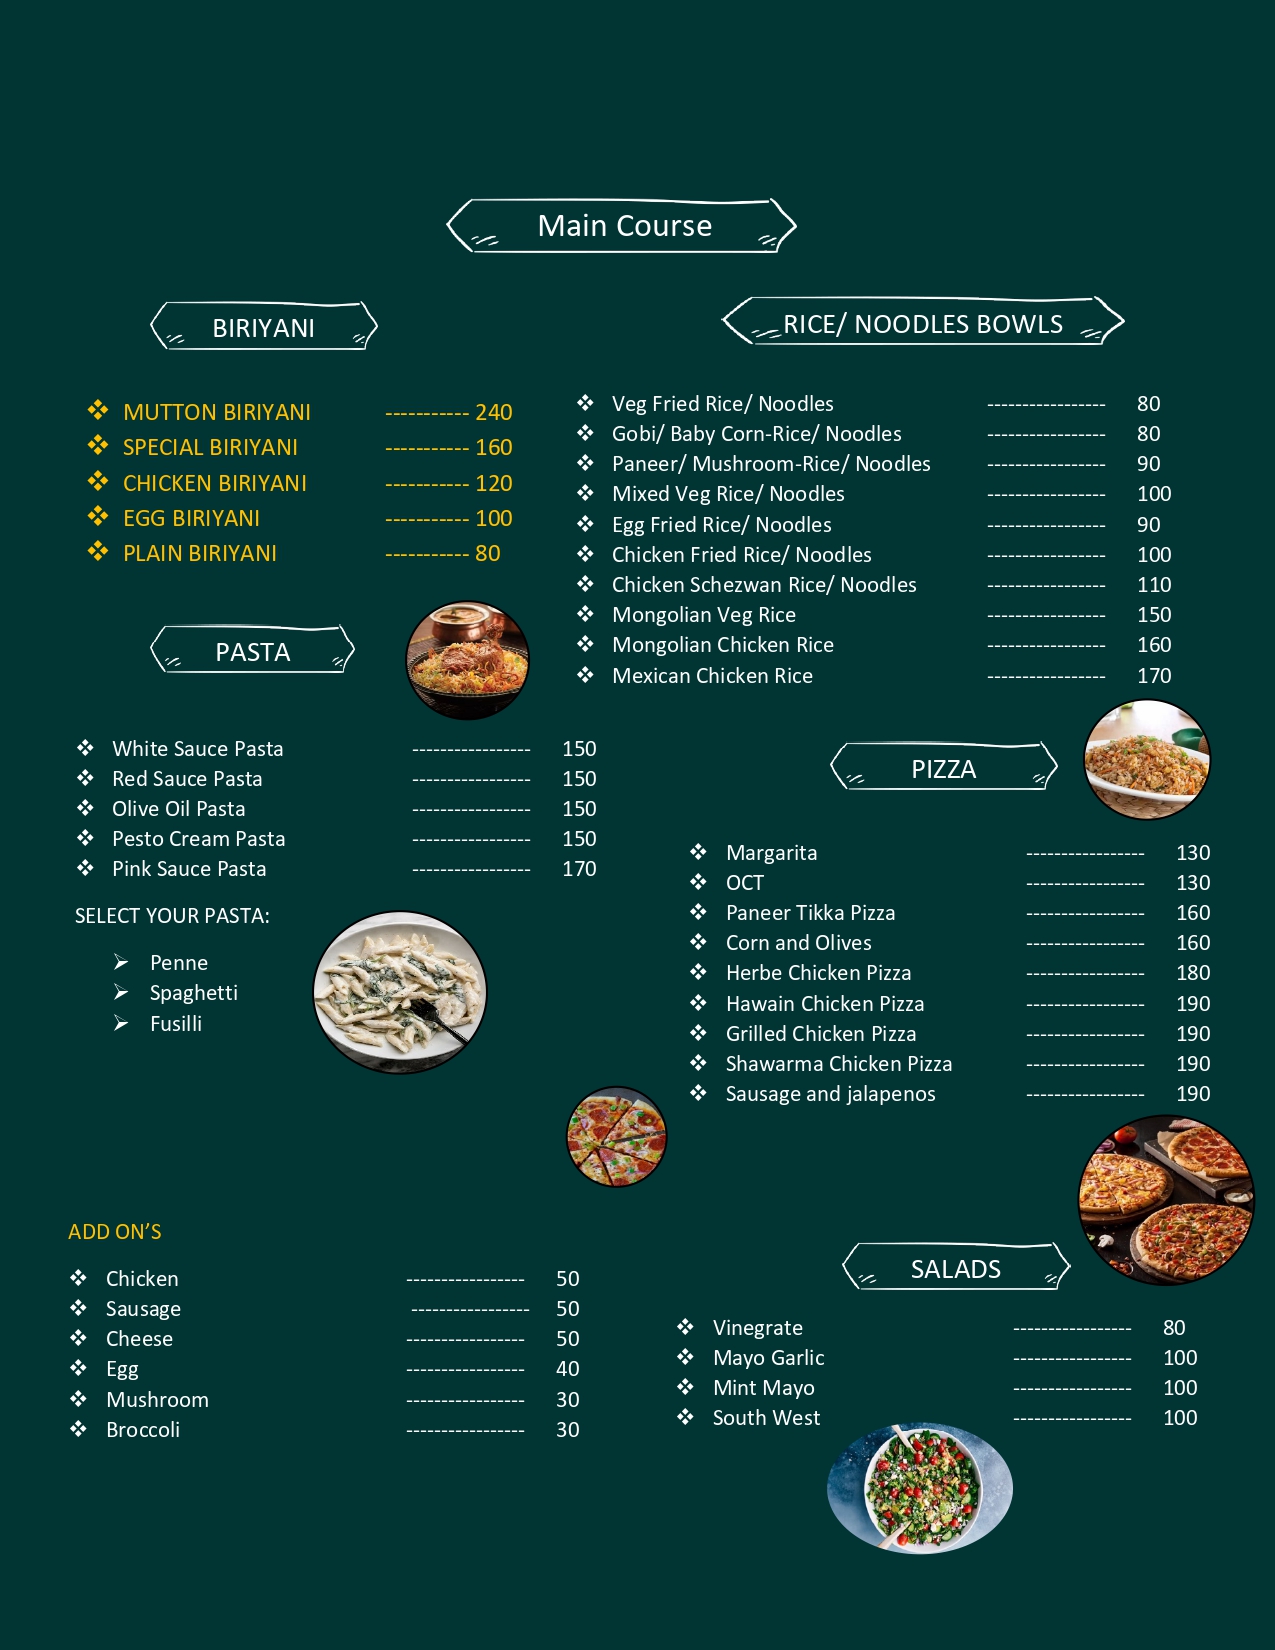 Main Course
BIRIYANI
❖ MUTTON BIRIYANI ----------- 240
❖ SPECIAL BIRIYANI ----------- 160
❖ CHICKEN BIRIYANI ----------- 120
❖ EGG BIRIYANI ----------- 100
❖ PLAIN BIRIYANI ----------- 80
RICE/ NOODLES BOWLS
❖ Veg Fried Rice/ Noodles ----------------- 80
❖ Gobi/ Baby Corn-Rice/ Noodles ----------------- 80
❖ Paneer/ Mushroom-Rice/ Noodles ----------------- 90
❖ Mixed Veg Rice/ Noodles ----------------- 100
❖ Egg Fried Rice/ Noodles ----------------- 90
❖ Chicken Fried Rice/ Noodles ----------------- 100
❖ Chicken Schezwan Rice/ Noodles ----------------- 110
❖ Mongolian Veg Rice ----------------- 150
❖ Mongolian Chicken Rice ----------------- 160
❖ Mexican Chicken Rice ----------------- 170
PASTA
❖ White Sauce Pasta ----------------- 150
❖ Red Sauce Pasta ----------------- 150
❖ Olive Oil Pasta ----------------- 150
❖ Pesto Cream Pasta ----------------- 150
❖ Pink Sauce Pasta ----------------- 170
SELECT YOUR PASTA:
➢ Penne
➢ Spaghetti
➢ Fusilli
PIZZA
❖ Margarita ----------------- 130
❖ OCT ----------------- 130
❖ Paneer Tikka Pizza ----------------- 160
❖ Corn and Olives ----------------- 160
❖ Herbe Chicken Pizza ----------------- 180
❖ Hawain Chicken Pizza ----------------- 190
❖ Grilled Chicken Pizza ----------------- 190
❖ Shawarma Chicken Pizza ----------------- 190
❖ Sausage and jalapenos ----------------- 190
ADD ON’S
❖ Chicken ----------------- 50
❖ Sausage ----------------- 50
❖ Cheese ----------------- 50
❖ Egg ----------------- 40
❖ Mushroom ----------------- 30
❖ Broccoli ----------------- 30
SALADS
❖ Vinegrate ----------------- 80
❖ Mayo Garlic ----------------- 100
❖ Mint Mayo ----------------- 100
❖ South West ----------------- 100